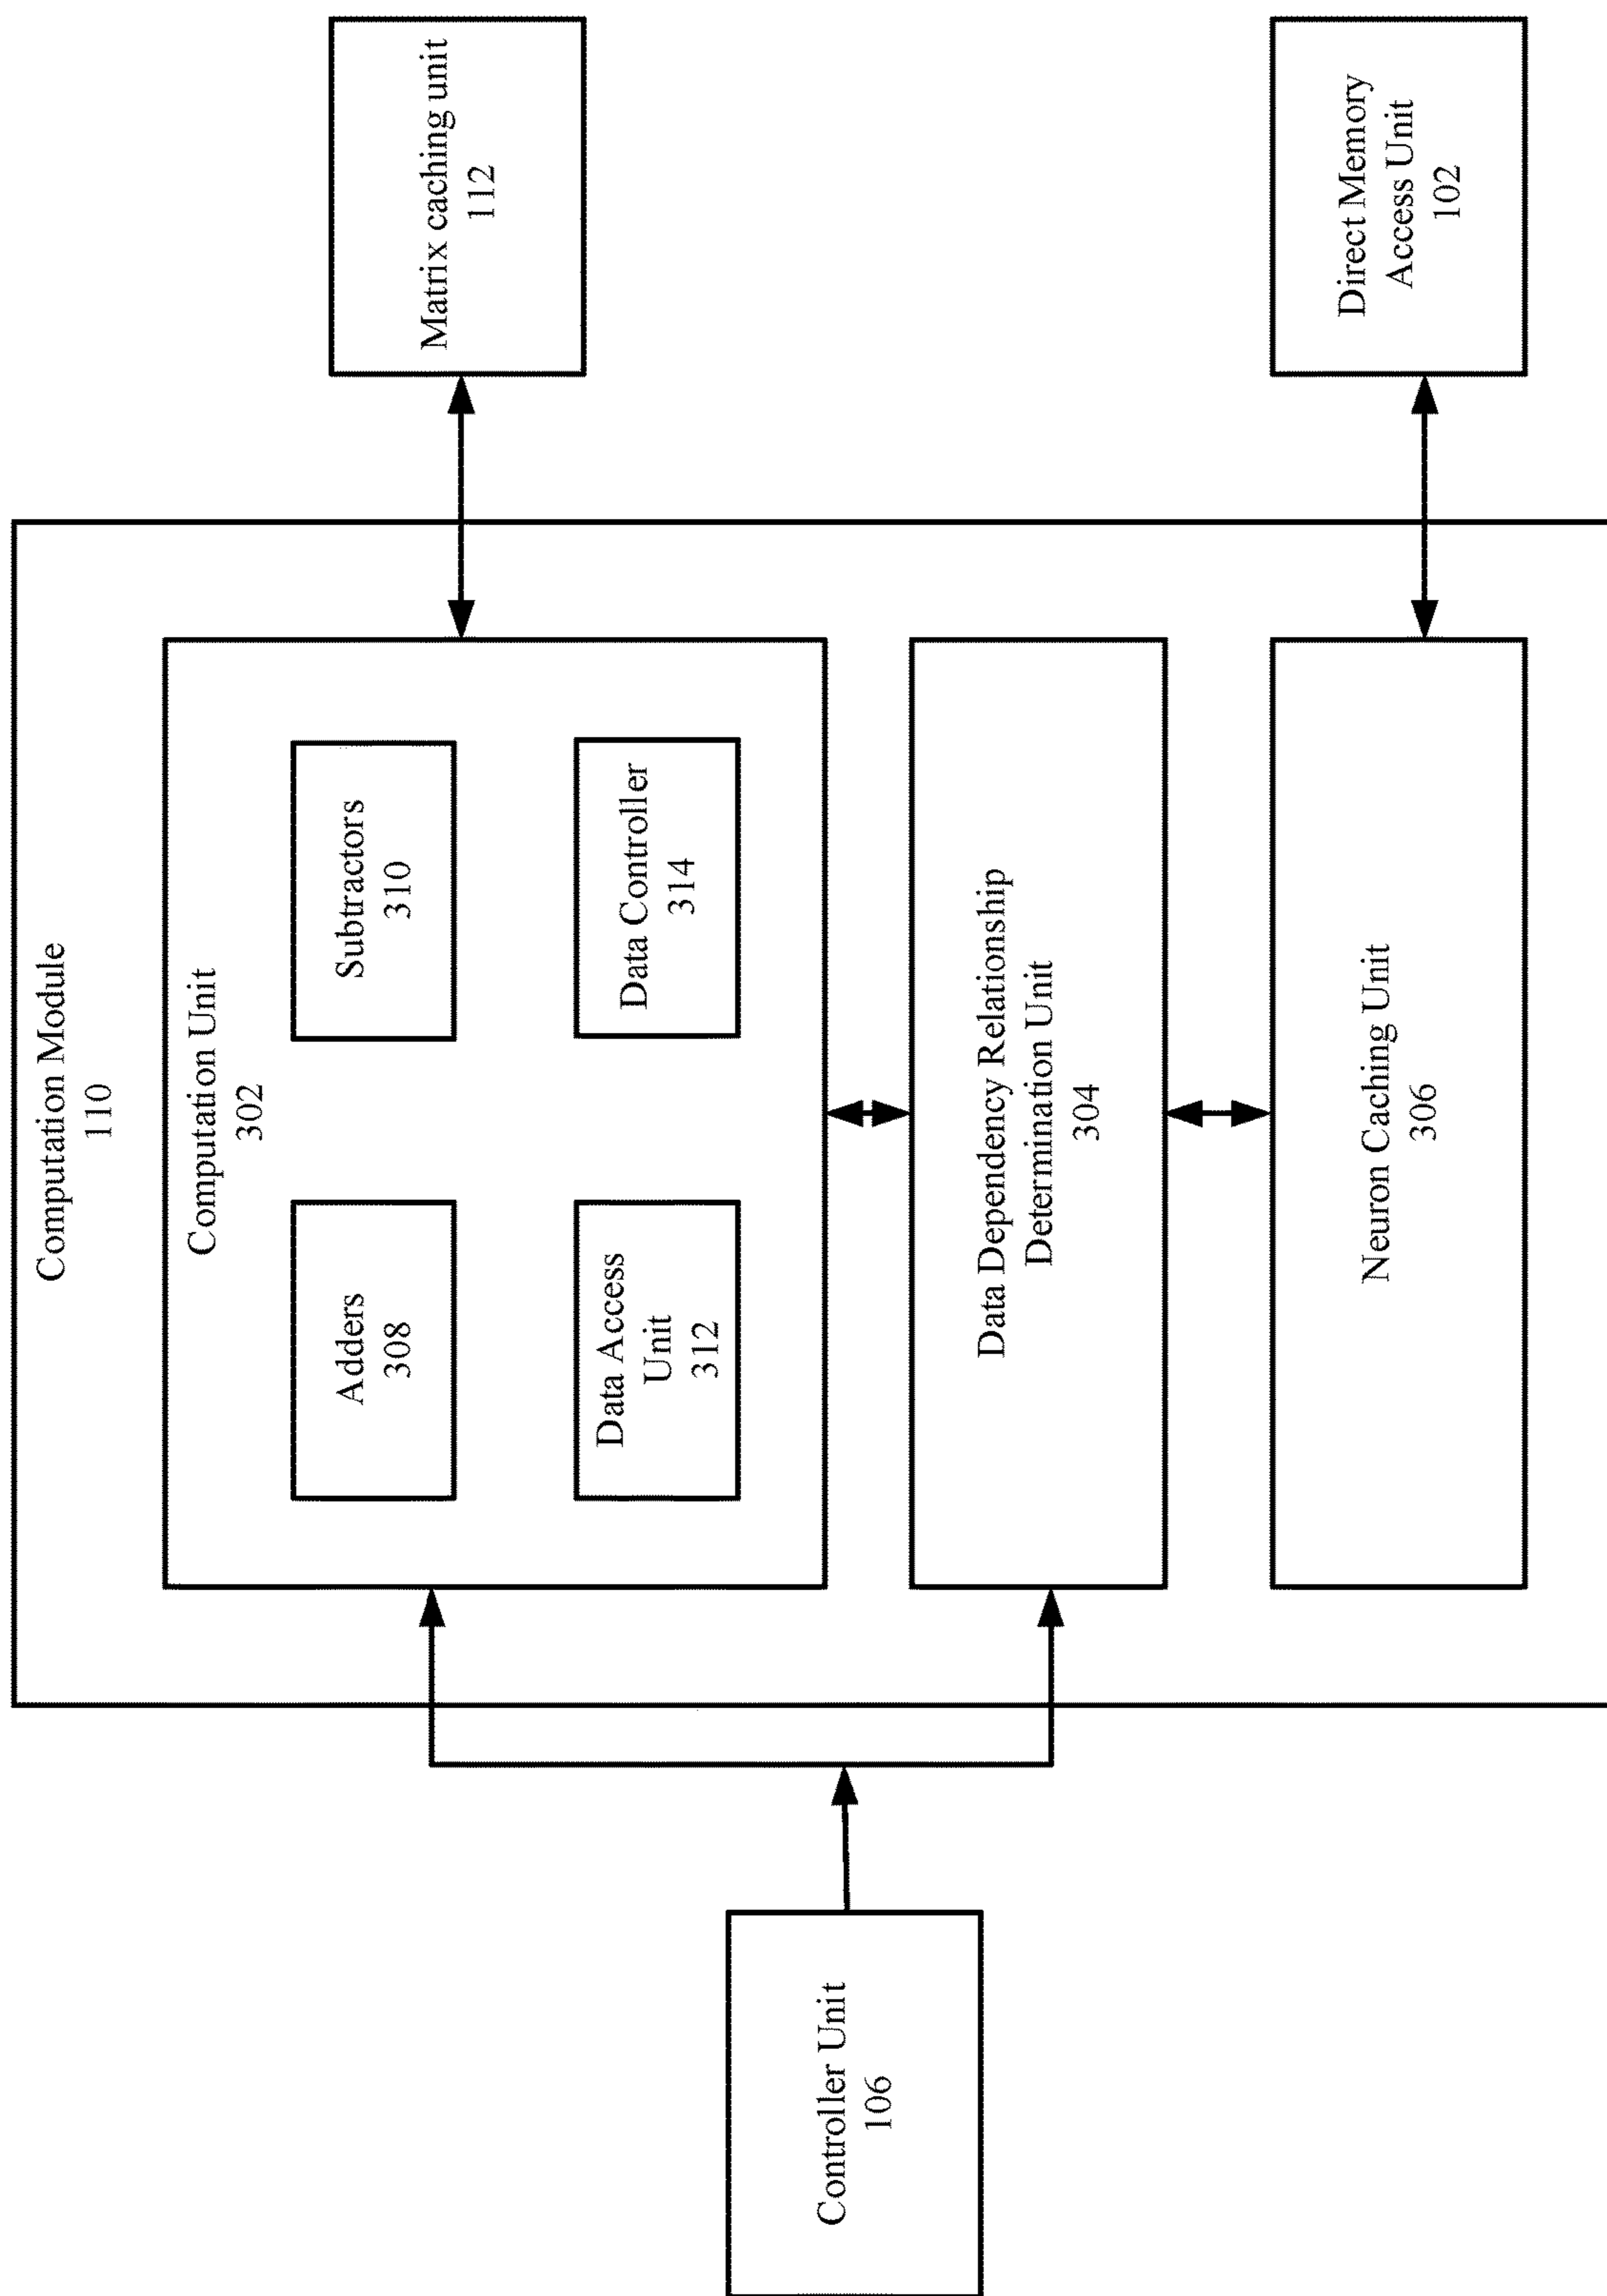 Computation Module
110
Computation Unit
302
Adders
308
Subtractors
310
Data Access
Unit
312
Data Controller
314
Data Dependency Relationship
Determination Unit
304
Neuron Caching Unit
306
Controller Unit
106
Matrix caching unit
112
Direct Memory
Access Unit
102